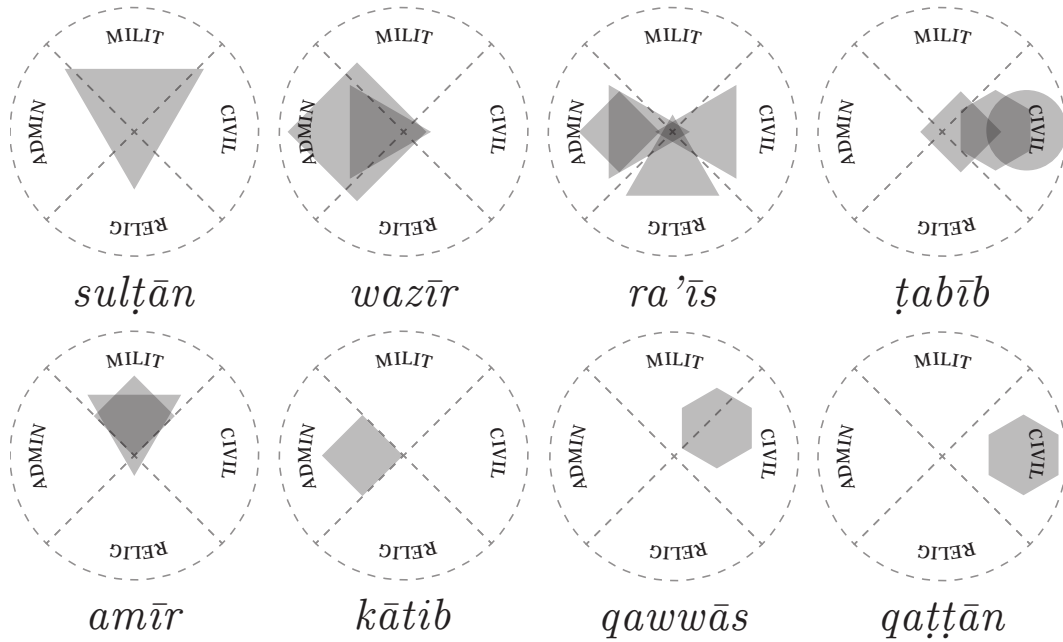 MILIT MILIT MILIT MILIT
ADMIN CIVIL ADMIN CIVIL ADMIN CIVIL ADMIN CIVIL
RELIG RELIG RELIG RELIG
sulṭān wazīr ra’īs ṭabīb
MILIT MILIT MILIT MILIT
ADMIN CIVIL ADMIN CIVIL ADMIN CIVIL ADMIN CIVIL
RELIG RELIG RELIG RELIG
amīr kātib qawwās qaṭṭān